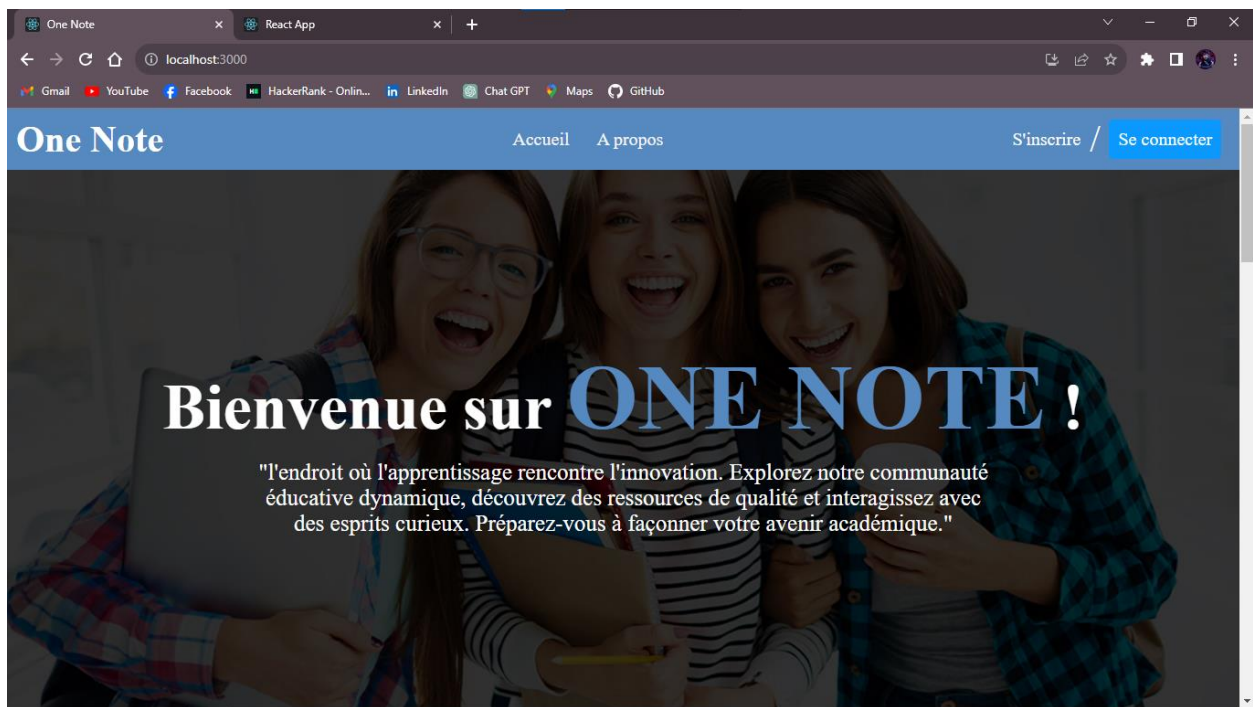 One Note
React App
localhost:3000
Gmail YouTube Facebook HackerRank - Onlin... LinkedIn Chat GPT Maps GitHub
One Note Accueil A propos S'inscrire / Se connecter
Bienvenue sur ONE NOTE !
"l'endroit où l'apprentissage rencontre l'innovation. Explorez notre communauté
éducative dynamique, découvrez des ressources de qualité et interagissez avec
des esprits curieux. Préparez-vous à façonner votre avenir académique."